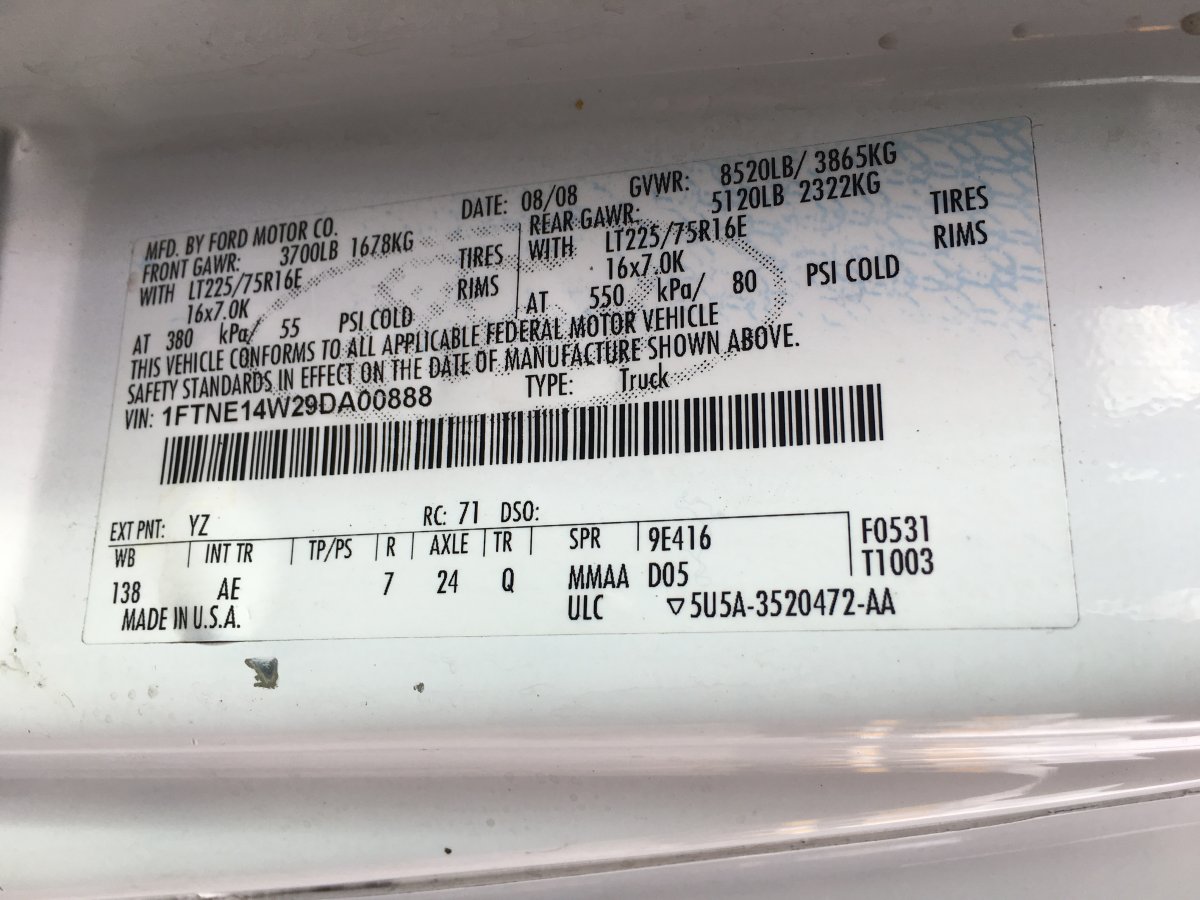 MFD. BY FORD MOTOR CO.
DATE: 08/08 GVWR: 8520LB/ 3865KG
FRONT GAWR: 3700LB 1678KG
REAR GAWR: 5120LB 2322KG
WITH LT225/75R16E TIRES
WITH LT225/75R16E TIRES
16x7.0K RIMS
16x7.0K RIMS
AT 380 kPa/ 55 PSI COLD
AT 550 kPa/ 80 PSI COLD
THIS VEHICLE CONFORMS TO ALL APPLICABLE FEDERAL MOTOR VEHICLE
SAFETY STANDARDS IN EFFECT ON THE DATE OF MANUFACTURE SHOWN ABOVE.
VIN: 1FTNE14W29DA00888
TYPE: Truck
EXT PNT: YZ RC: 71 DSO:
WB INT TR TP/PS R AXLE TR SPR 9E416 F0531
138 AE 7 24 Q MMAA D05 T1003
MADE IN U.S.A. ULC ▽5U5A-3520472-AA